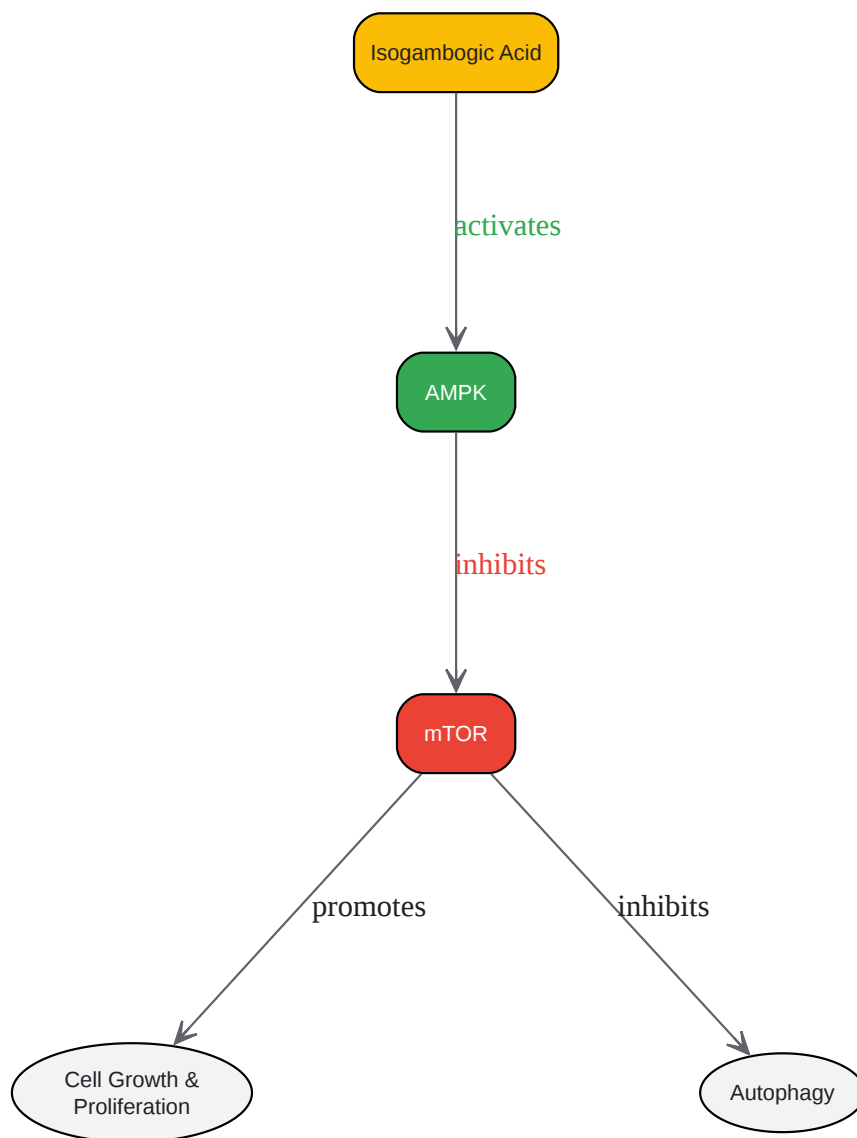 Isogambogic Acid
activates
AMPK
inhibits
mTOR
promotes
inhibits
Cell Growth &
Proliferation
Autophagy